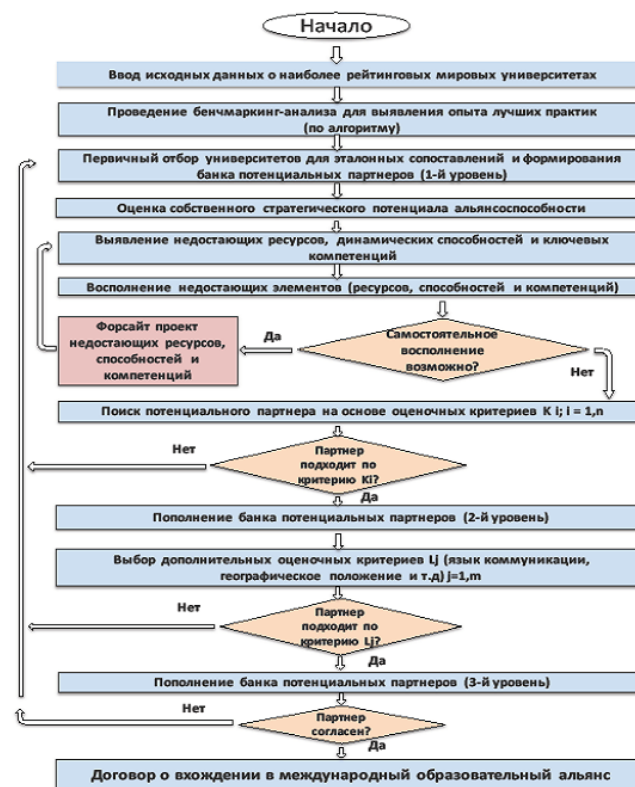 Начало
Ввод исходных данных о наиболее рейтинговых мировых университетах
Проведение бенчмаркинг-анализа для выявления опыта лучших практик
(по алгоритму)
Первичный отбор университетов для эталонных сопоставлений и формирования
банка потенциальных партнеров (1-й уровень)
Оценка собственного стратегического потенциала альянсоспособности
Выявление недостающих ресурсов, динамических способностей и ключевых
компетенций
Восполнение недостающих элементов (ресурсов, способностей и компетенций)
Форсайт проект
недостающих ресурсов,
способностей и
компетенций
Да
Самостоятельное
восполнение
возможно?
Нет
Поиск потенциального партнера на основе оценочных критериев K i; i = 1,n
Нет
Партнер
подходит по
критерию Ki?
Да
Пополнение банка потенциальных партнеров (2-й уровень)
Выбор дополнительных оценочных критериев Lj (язык коммуникации,
географическое положение и т.д) j=1,m
Нет
Партнер
подходит по
критерию Lj?
Да
Пополнение банка потенциальных партнеров (3-й уровень)
Нет
Партнер
согласен?
Да
Договор о вхождении в международный образовательный альянс